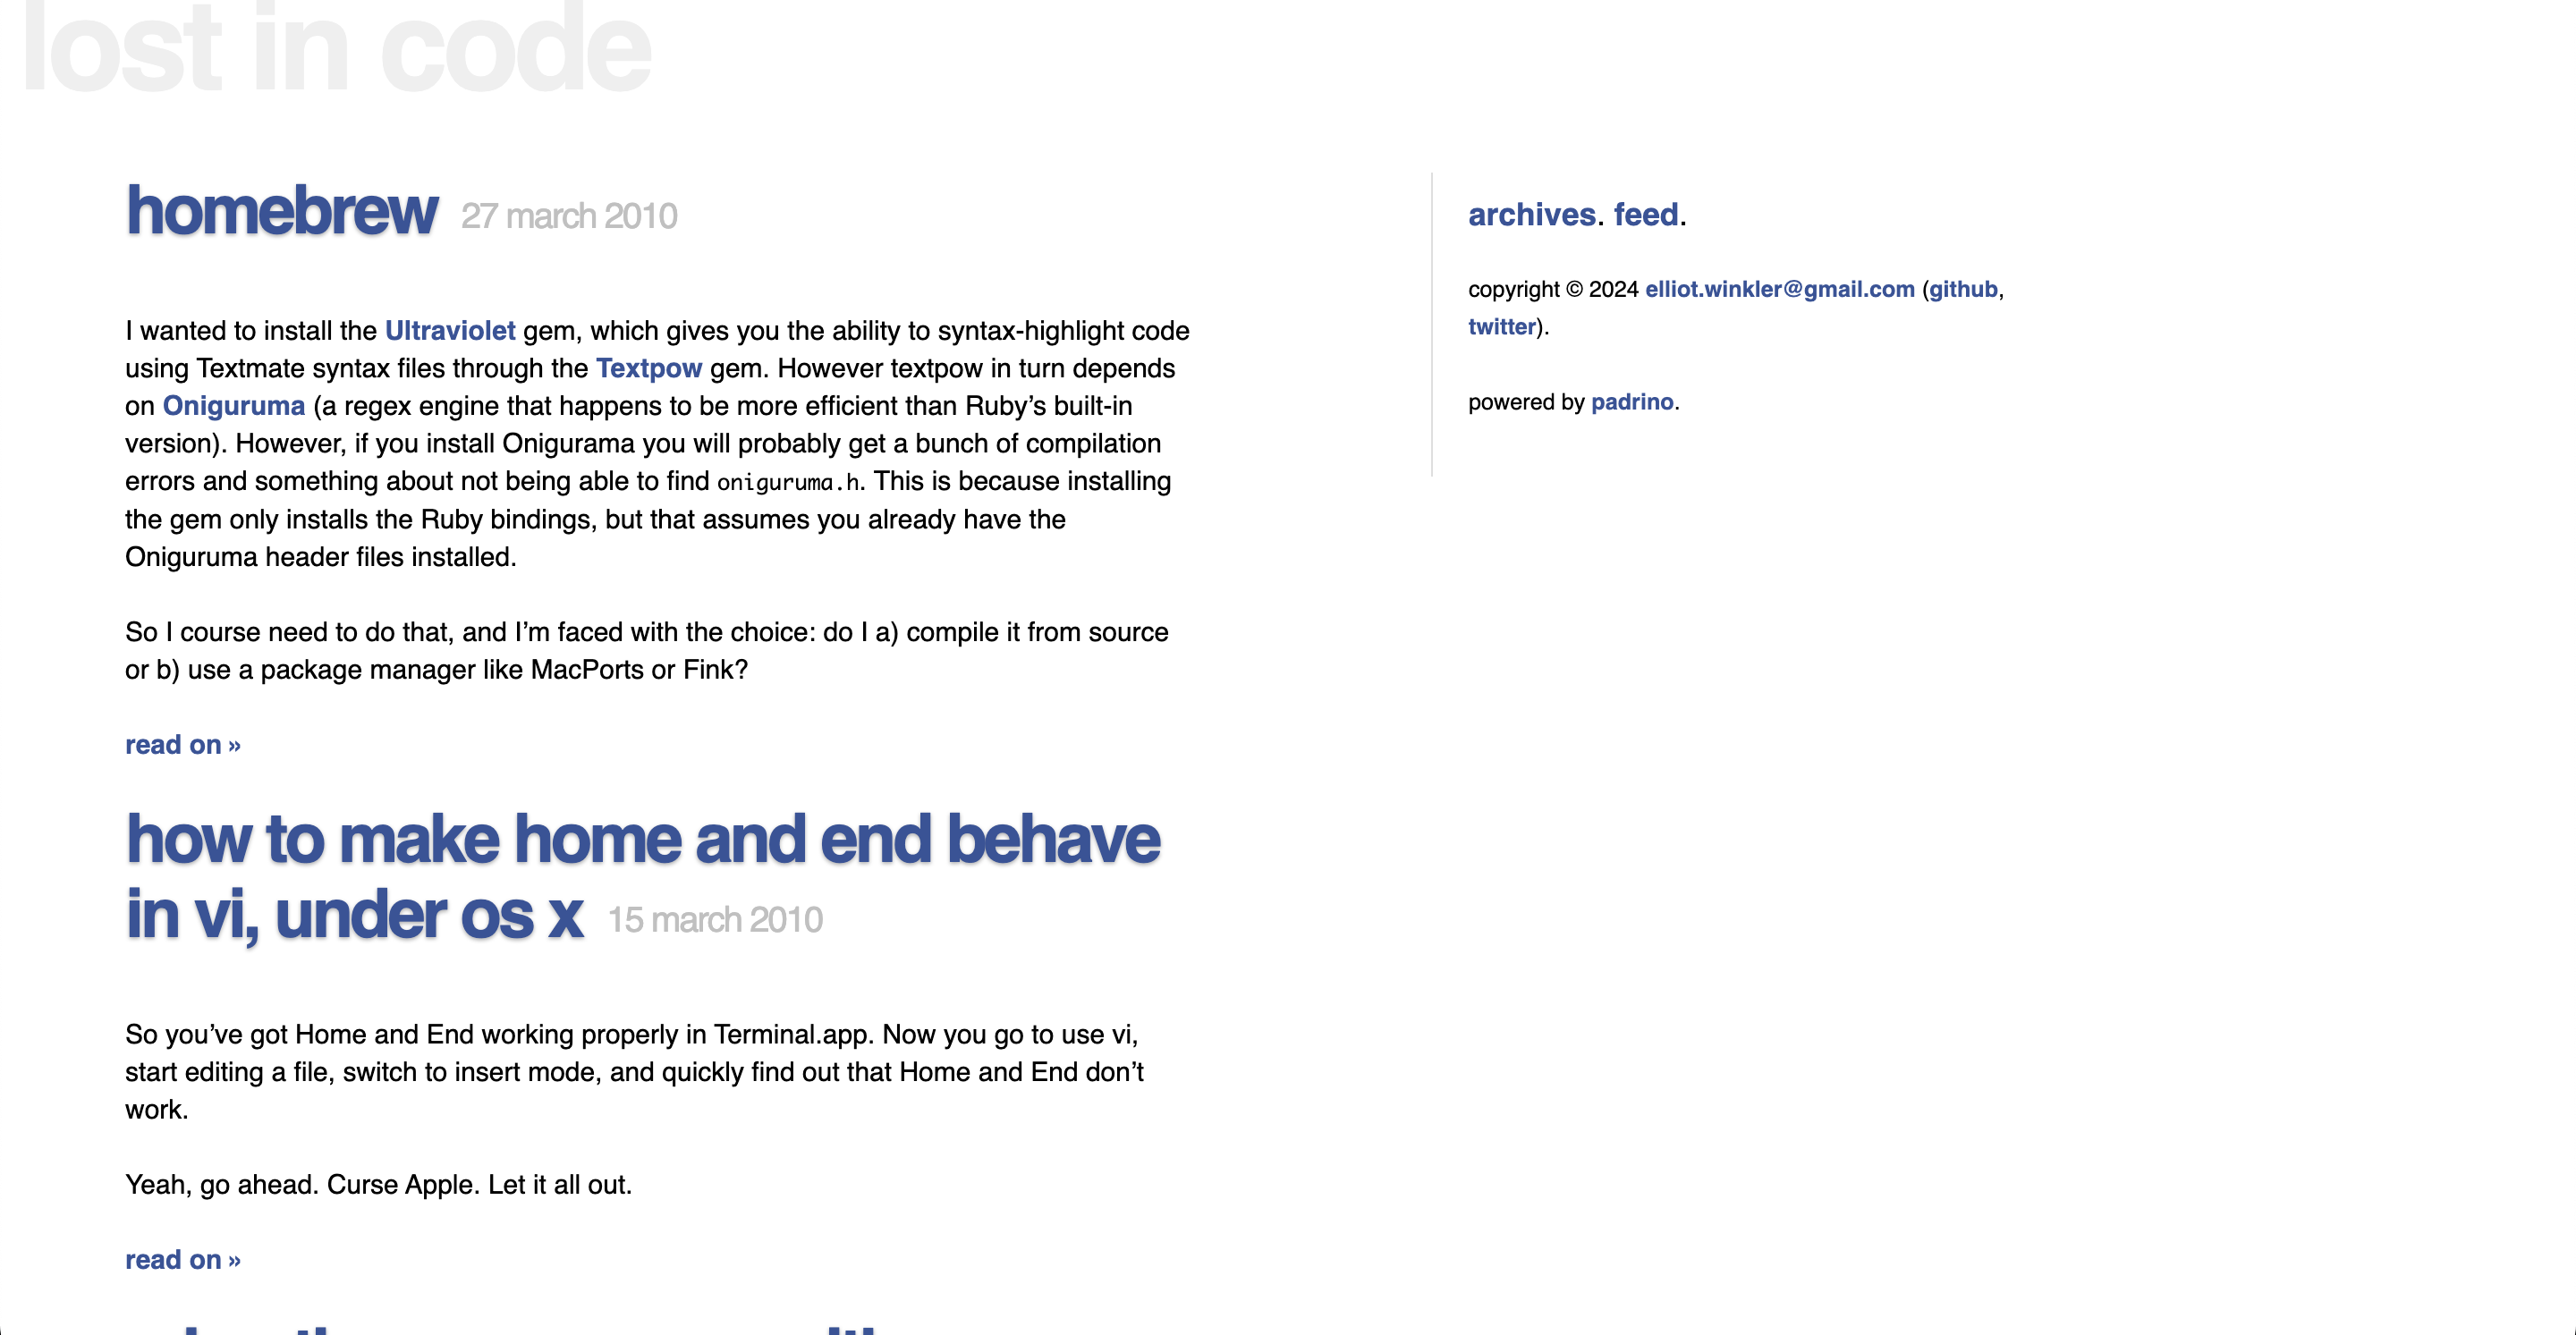 lost in code
homebrew 27 march 2010
I wanted to install the Ultraviolet gem, which gives you the ability to syntax-highlight code
using Textmate syntax files through the Textpow gem. However textpow in turn depends
on Oniguruma (a regex engine that happens to be more efficient than Ruby’s built-in
version). However, if you install Onigurama you will probably get a bunch of compilation
errors and something about not being able to find oniguruma.h. This is because installing
the gem only installs the Ruby bindings, but that assumes you already have the
Oniguruma header files installed.
So I course need to do that, and I’m faced with the choice: do I a) compile it from source
or b) use a package manager like MacPorts or Fink?
read on »
how to make home and end behave
in vi, under os x 15 march 2010
So you’ve got Home and End working properly in Terminal.app. Now you go to use vi,
start editing a file, switch to insert mode, and quickly find out that Home and End don’t
work.
Yeah, go ahead. Curse Apple. Let it all out.
read on »
archives. feed.
copyright © 2024 elliot.winkler@gmail.com (github,
twitter).
powered by padrino.